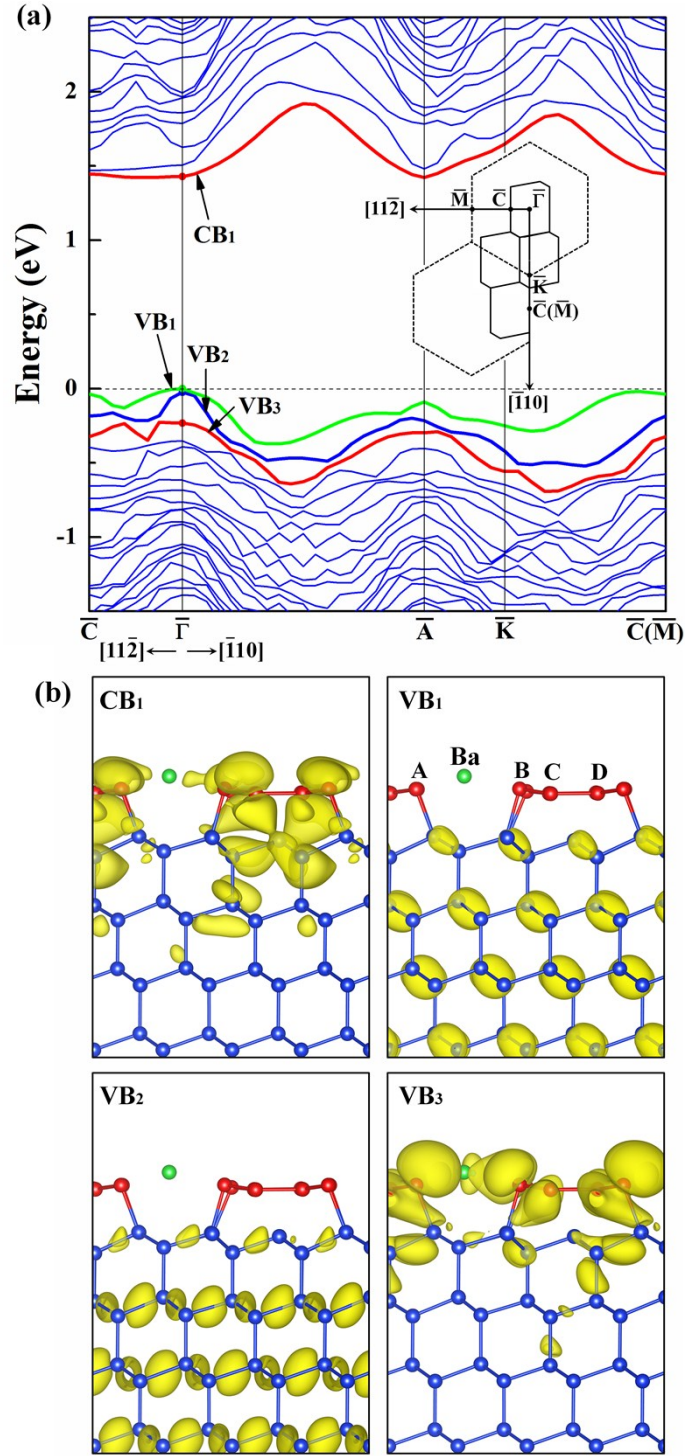 (a)
2
1
0
-1
Energy (eV)
CB₁
VB₁
VB₂
VB₃
M̅ C̅ Γ̅
[112̅]
K̅
C̅(M̅)
[1̅10]
C̅ Γ̅ A̅ K̅ C̅(M̅)
[112̅] ← → [1̅10]
(b)
CB₁
VB₁
A Ba B C D
VB₂
VB₃